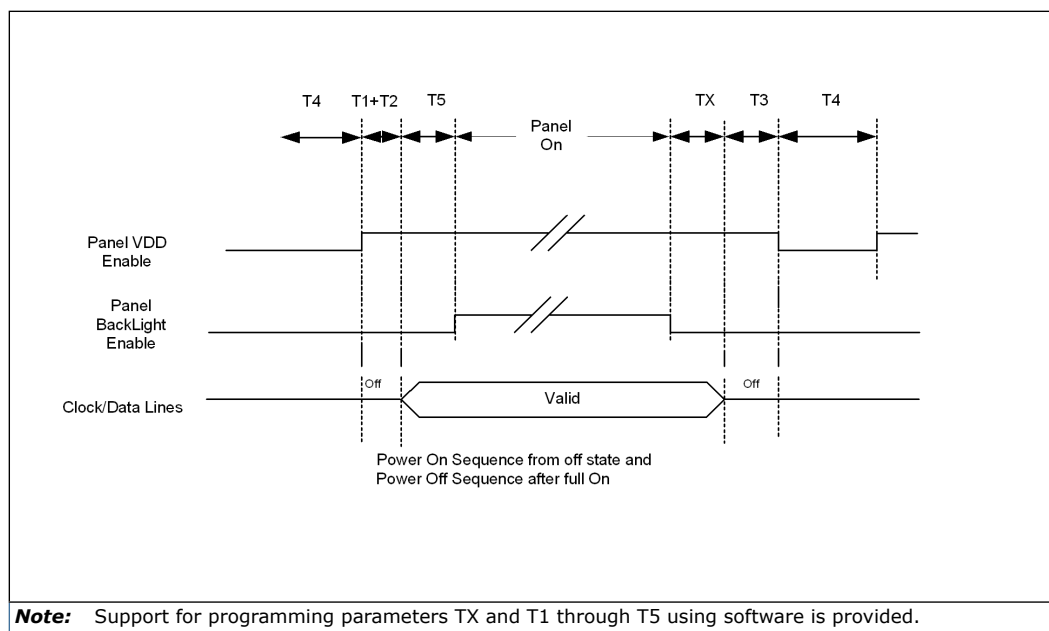 T4 T1+T2 T5 TX T3 T4
Panel
On
Panel VDD
Enable
Panel
BackLight
Enable
Off Off
Clock/Data Lines Valid
Power On Sequence from off state and
Power Off Sequence after full On
Note: Support for programming parameters TX and T1 through T5 using software is provided.